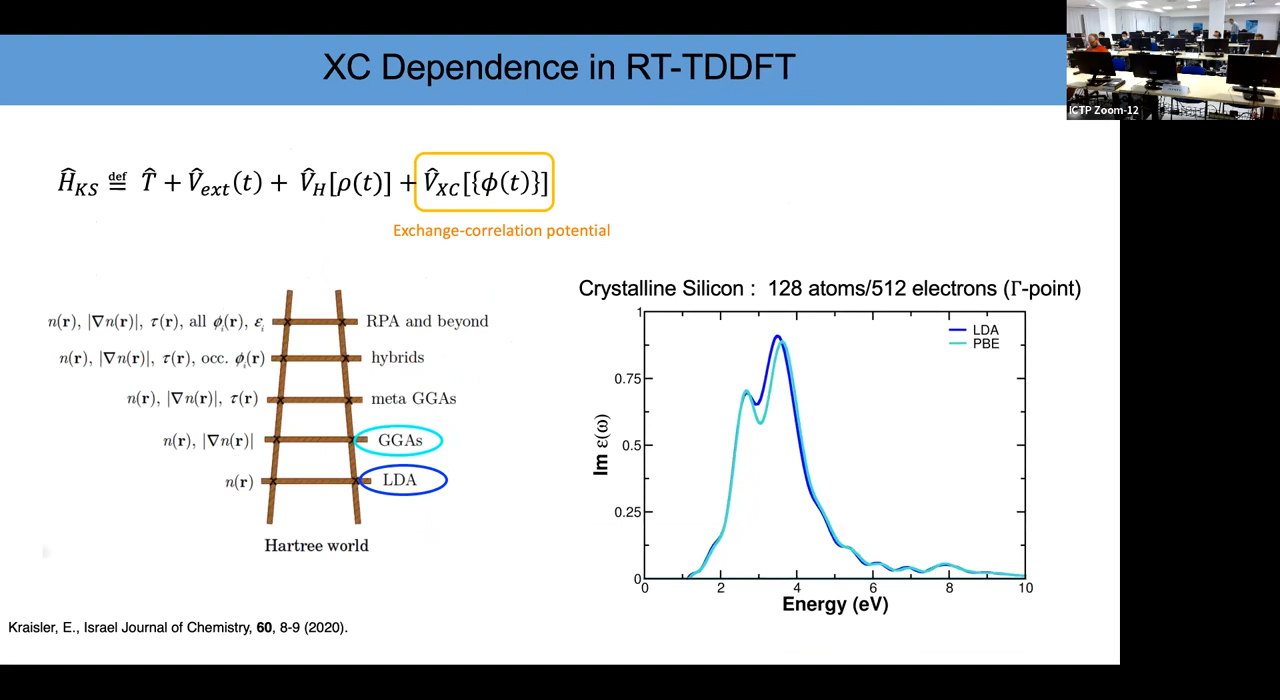 XC Dependence in RT-TDDFT
ICTP Zoom-12
Ĥ_KS ≝ T̂ + V̂_ext(t) + V̂_H[ρ(t)] + V̂_XC[{ϕ(t)}]
Exchange-correlation potential
n(r), |∇n(r)|, τ(r), all ϕ_i(r), ε_i RPA and beyond
n(r), |∇n(r)|, τ(r), occ. ϕ_i(r) hybrids
n(r), |∇n(r)|, τ(r) meta GGAs
n(r), |∇n(r)| GGAs
n(r) LDA
Hartree world
Crystalline Silicon : 128 atoms/512 electrons (Γ-point)
LDA
PBE
1
0.75
0.5
0.25
0
Im ε(ω)
0 2 4 6 8 10
Energy (eV)
Kraisler, E., Israel Journal of Chemistry, 60, 8-9 (2020).